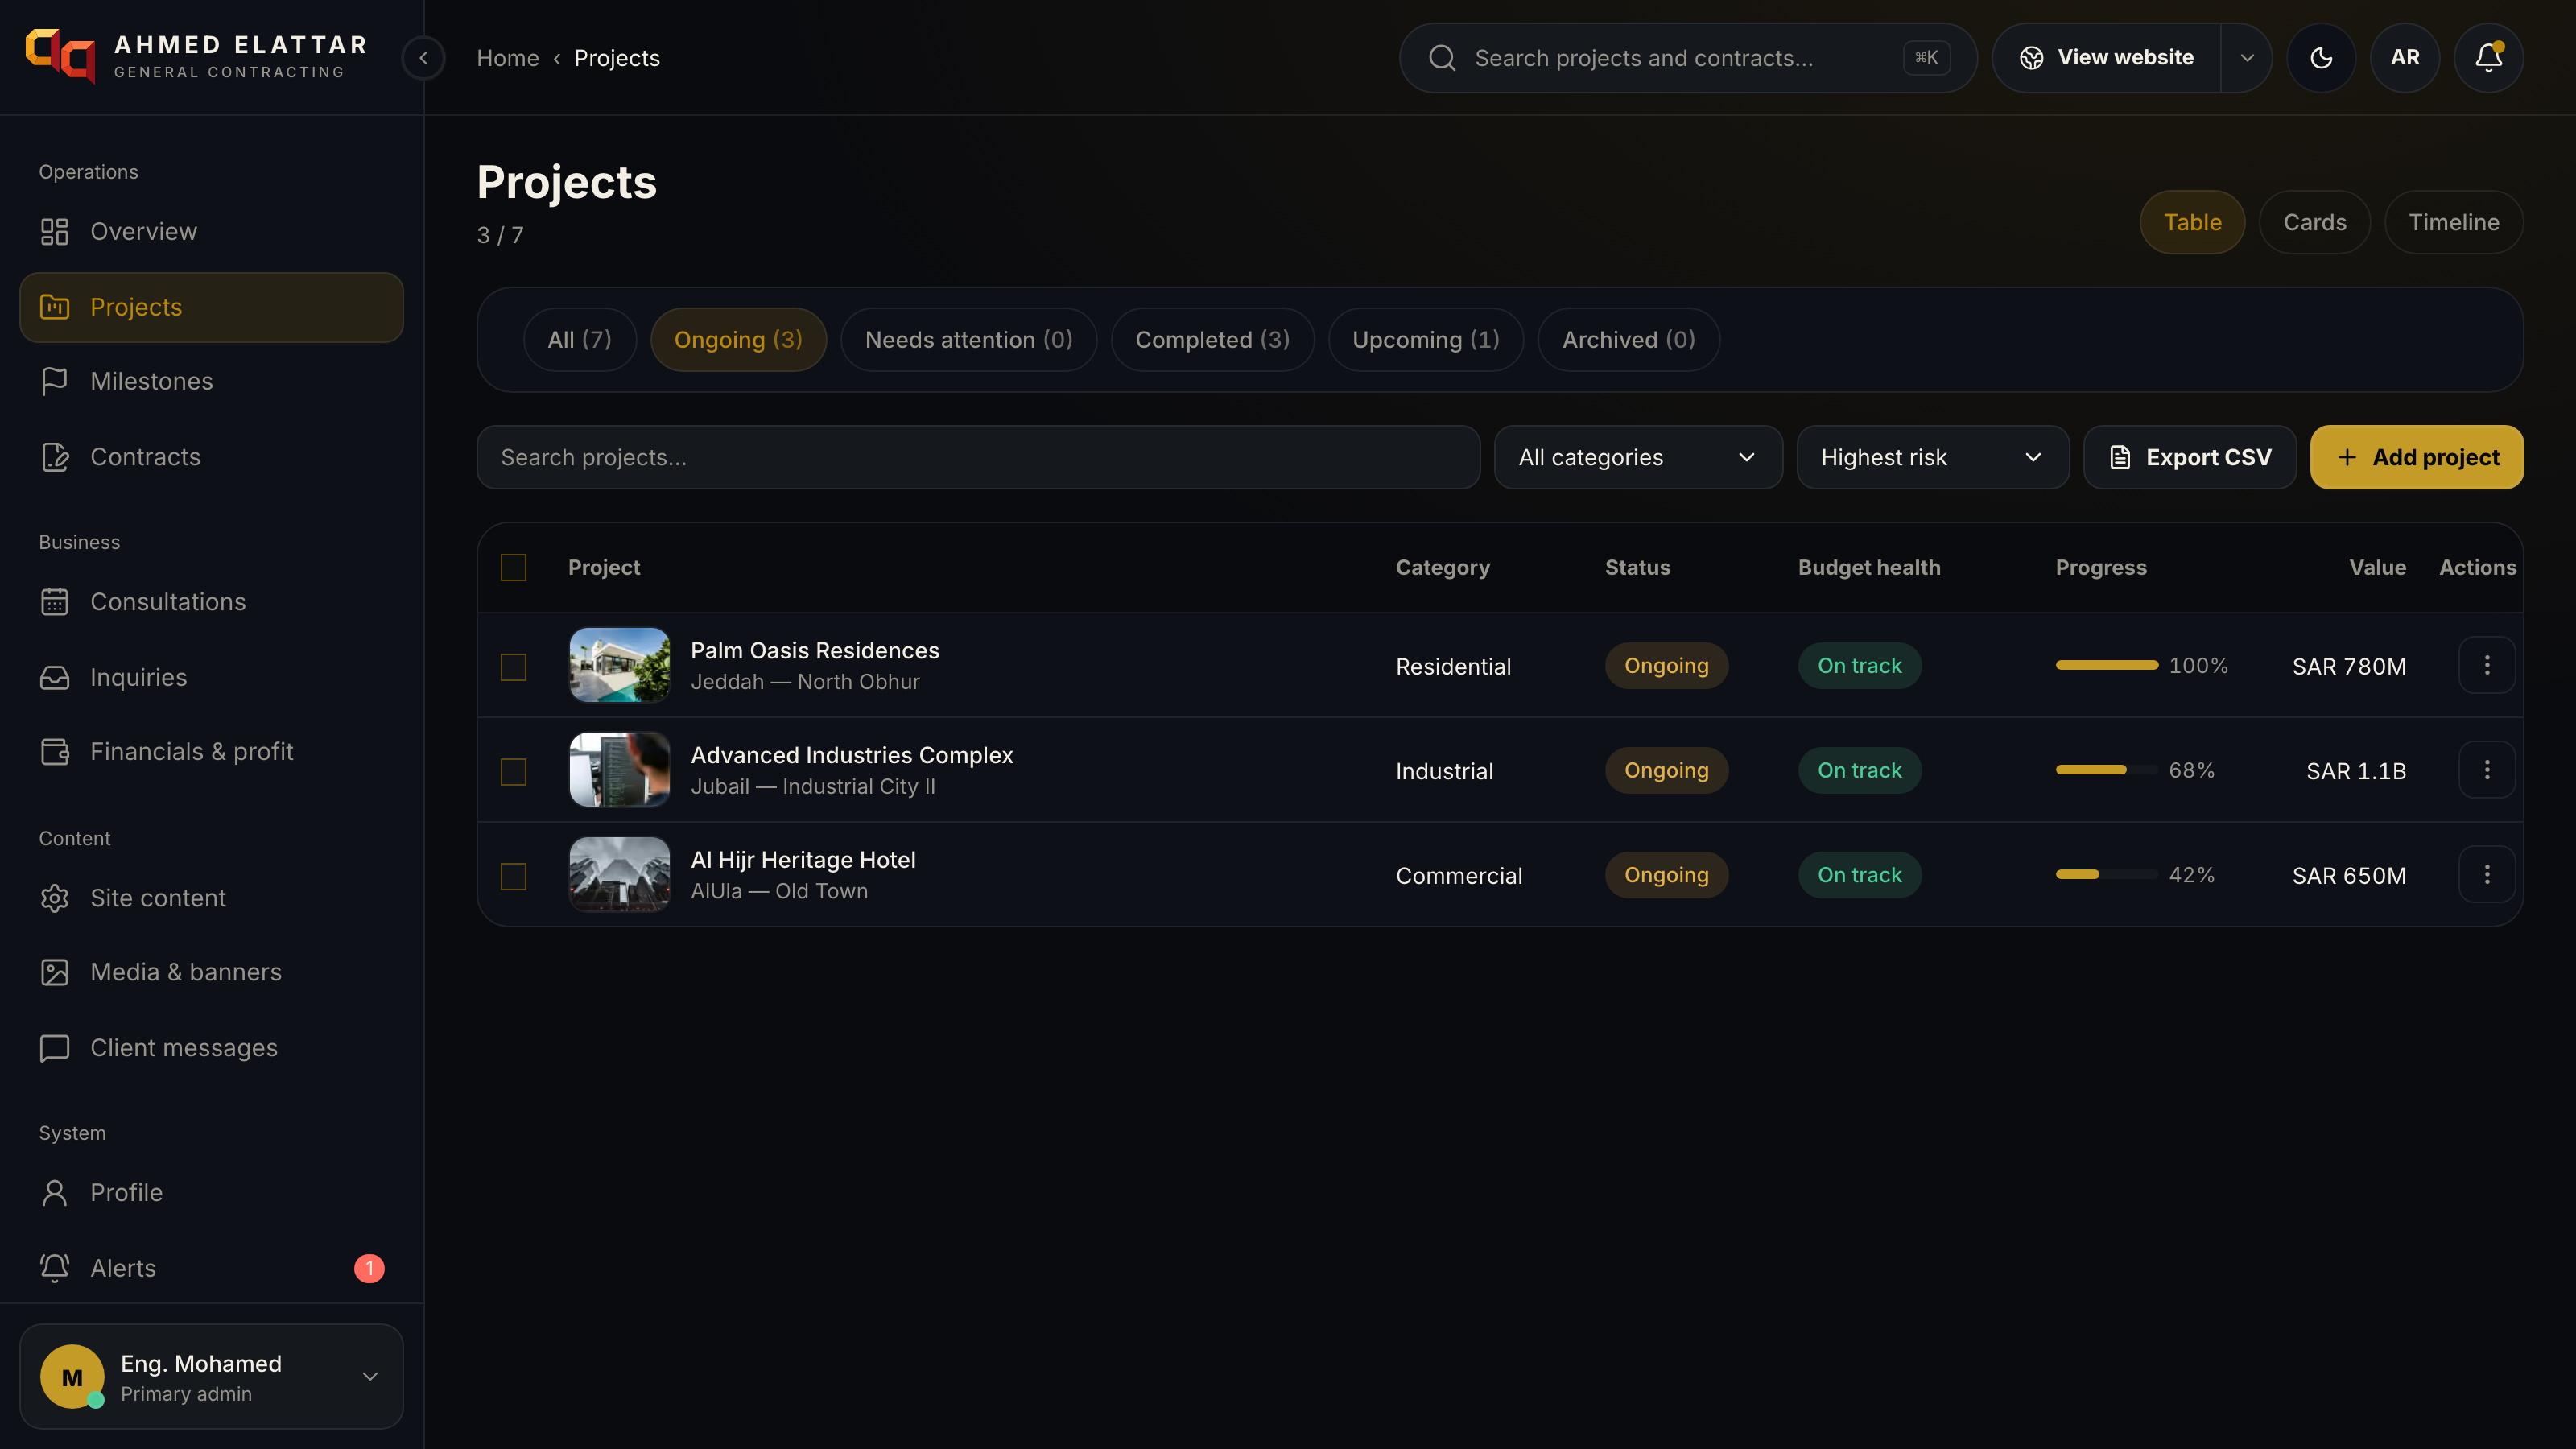 AHMED ELATTAR
GENERAL CONTRACTING
Home ‹ Projects
Search projects and contracts...
⌘K
View website
AR
Operations
Overview
Projects
Milestones
Contracts
Business
Consultations
Inquiries
Financials & profit
Content
Site content
Media & banners
Client messages
System
Profile
Alerts
1
M
Eng. Mohamed
Primary admin
Projects
3 / 7
Table
Cards
Timeline
All (7)
Ongoing (3)
Needs attention (0)
Completed (3)
Upcoming (1)
Archived (0)
Search projects...
All categories
Highest risk
Export CSV
+ Add project
Project Category Status Budget health Progress Value Actions
Palm Oasis Residences
Jeddah — North Obhur
Residential Ongoing On track 100% SAR 780M
Advanced Industries Complex
Jubail — Industrial City II
Industrial Ongoing On track 68% SAR 1.1B
Al Hijr Heritage Hotel
AlUla — Old Town
Commercial Ongoing On track 42% SAR 650M